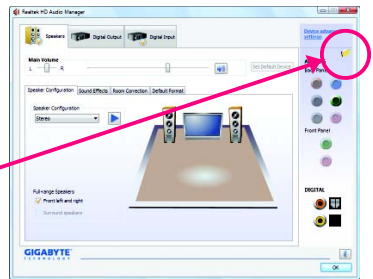 Realtek HD Audio Manager
Speakers
Digital Output
Digital Input
Device advanced settings
Main Volume
L
R
Set Default Device
Speaker Configuration
Sound Effects
Room Correction
Default Format
Speaker Configuration
Stereo
Full-range Speakers
Front left and right
Surround speakers
Back Panel
Front Panel
DIGITAL
GIGABYTE
TECHNOLOGY
OK